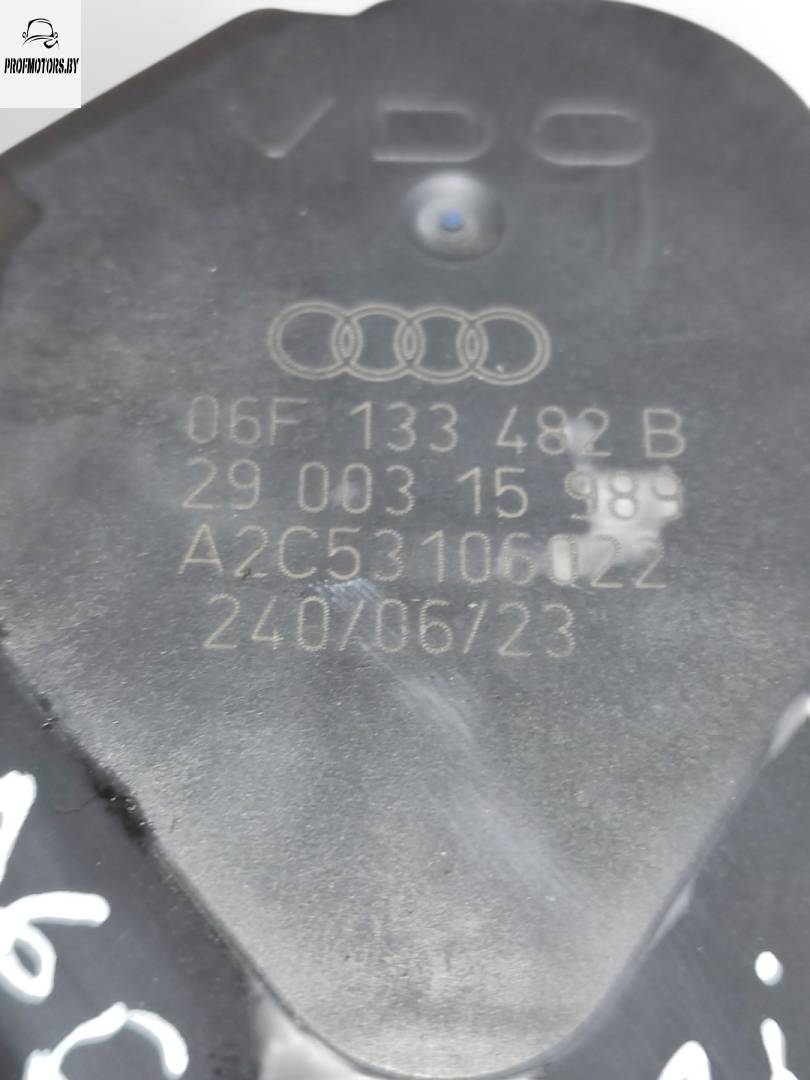 PROFMOTORS.BY
VDO
06F 133 482 B
29 003 15 989
A2C53106022
240/06/23